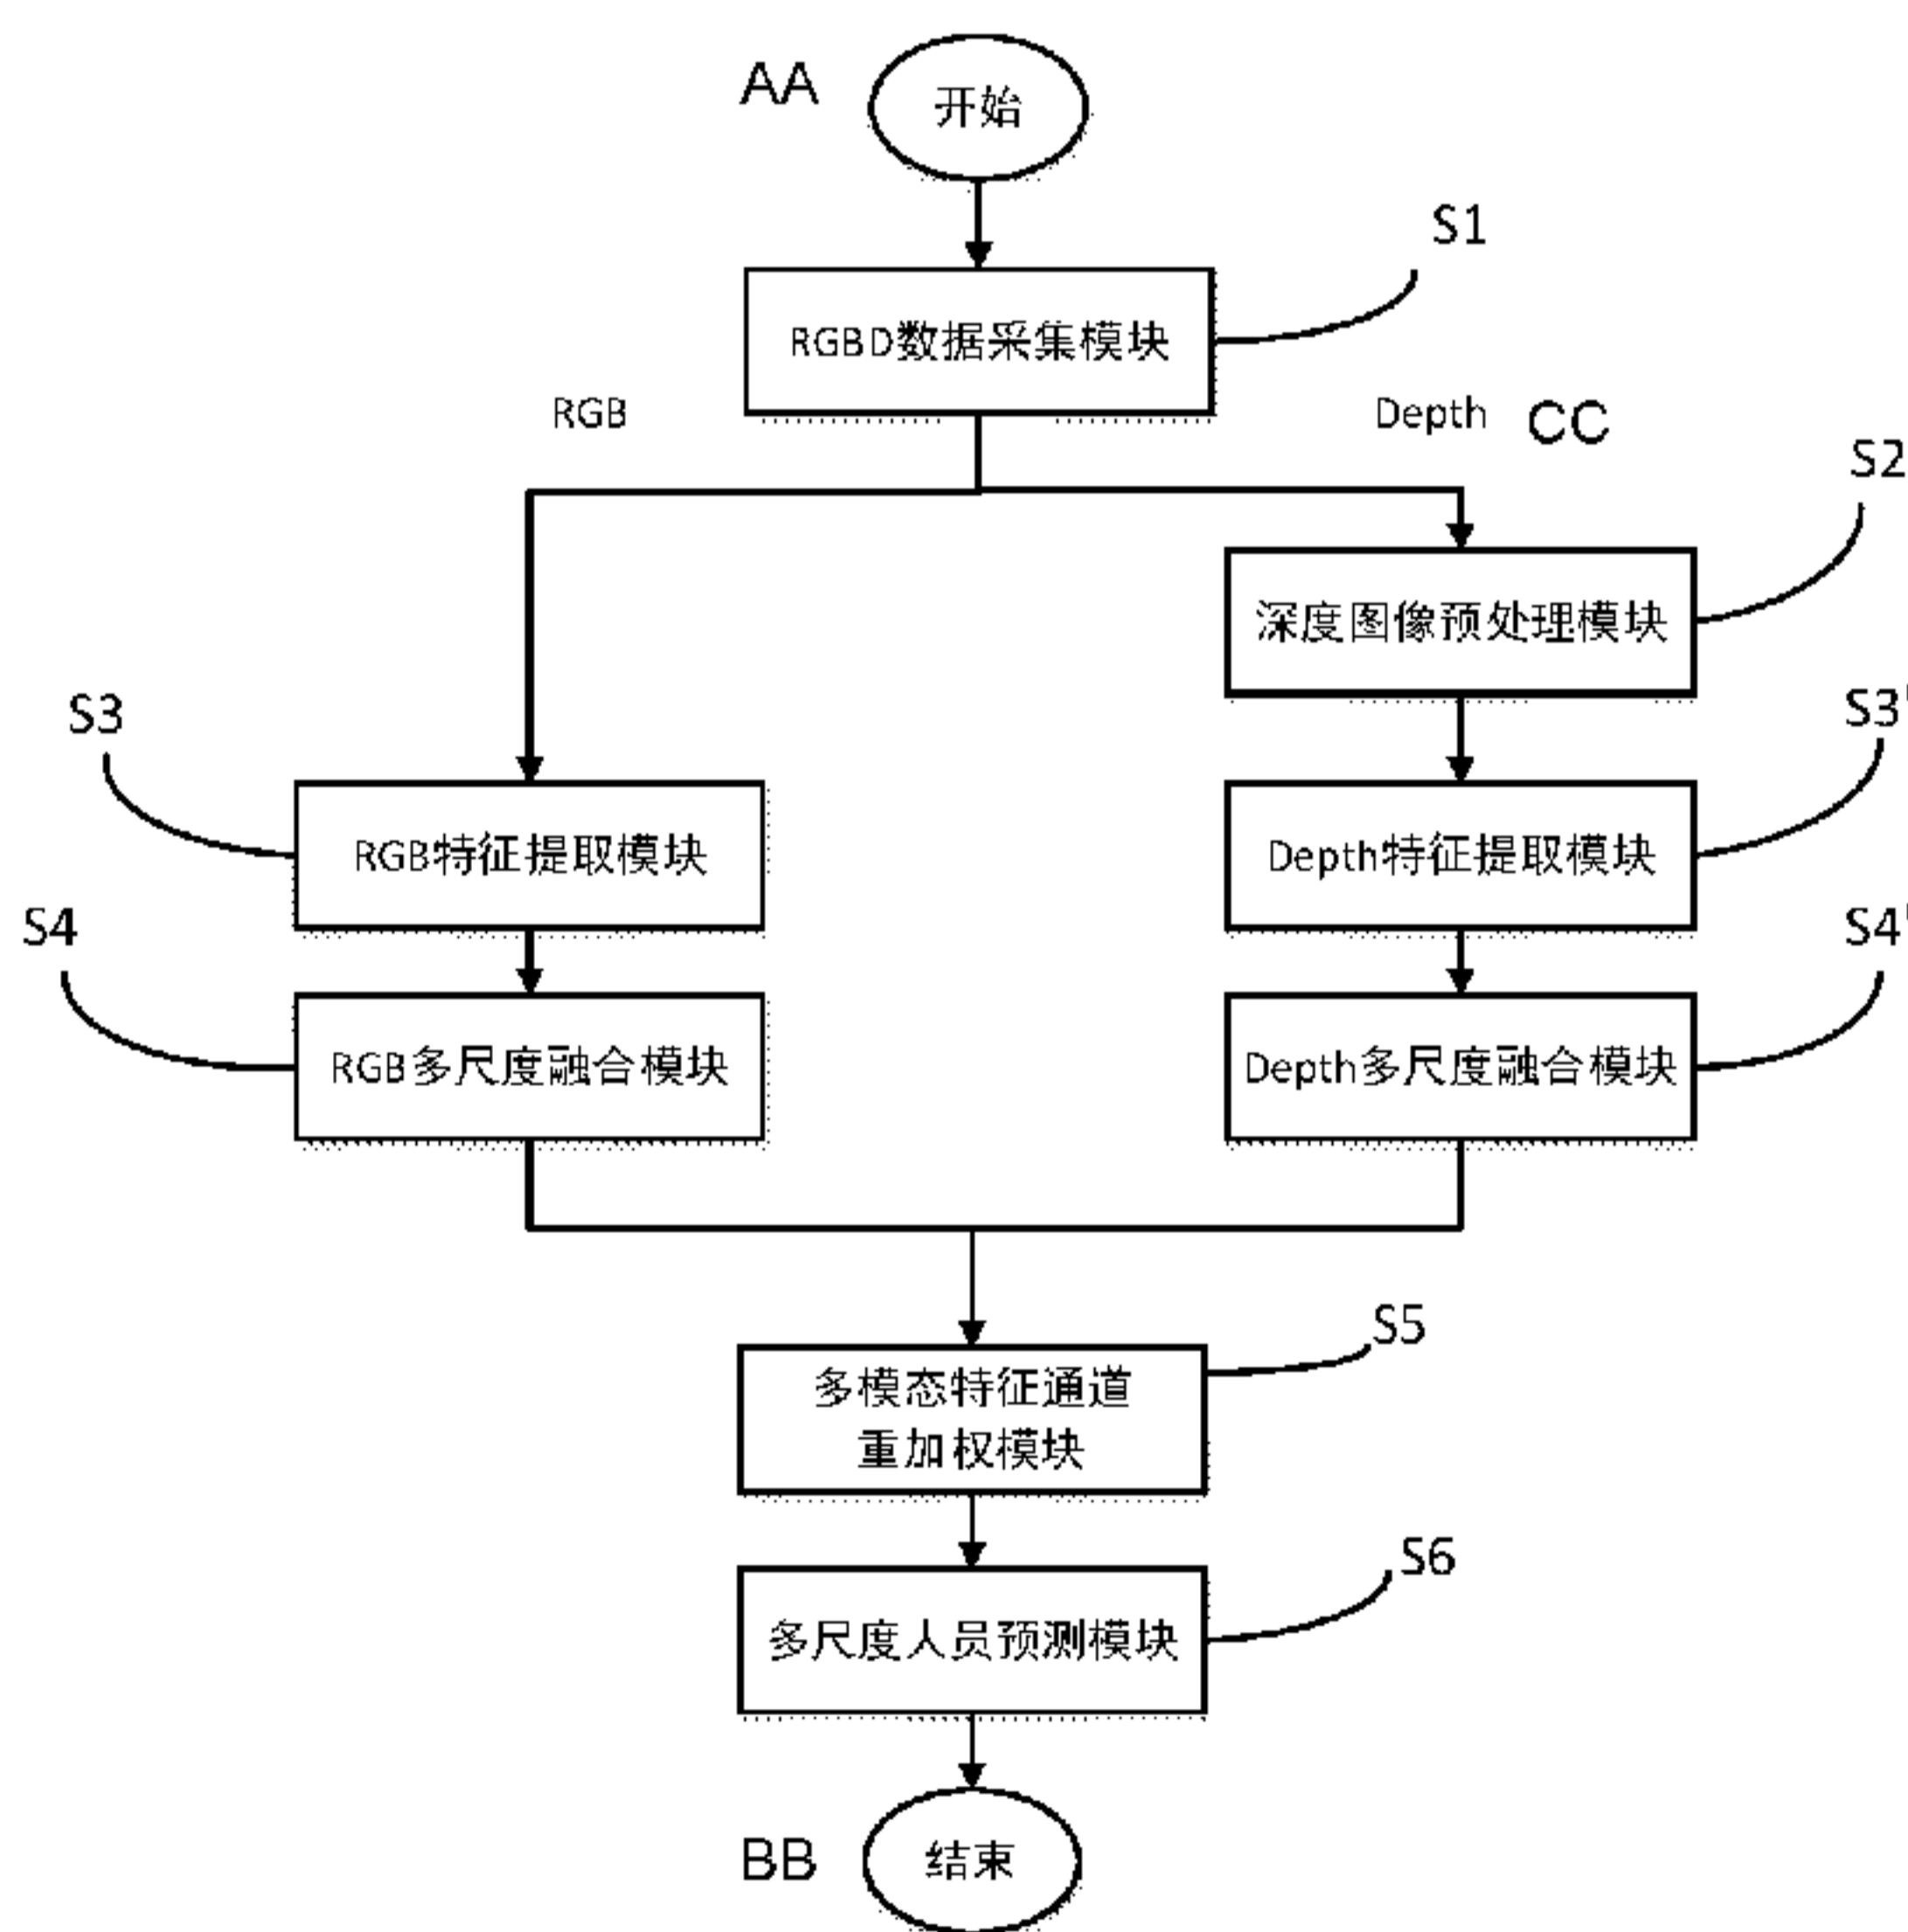 AA
开始
S1
RGBD数据采集模块
RGB
Depth
CC
S2
深度图像预处理模块
S3
S3'
RGB特征提取模块
Depth特征提取模块
S4
S4'
RGB多尺度融合模块
Depth多尺度融合模块
S5
多模态特征通道
重加权模块
S6
多尺度人员预测模块
BB
结束